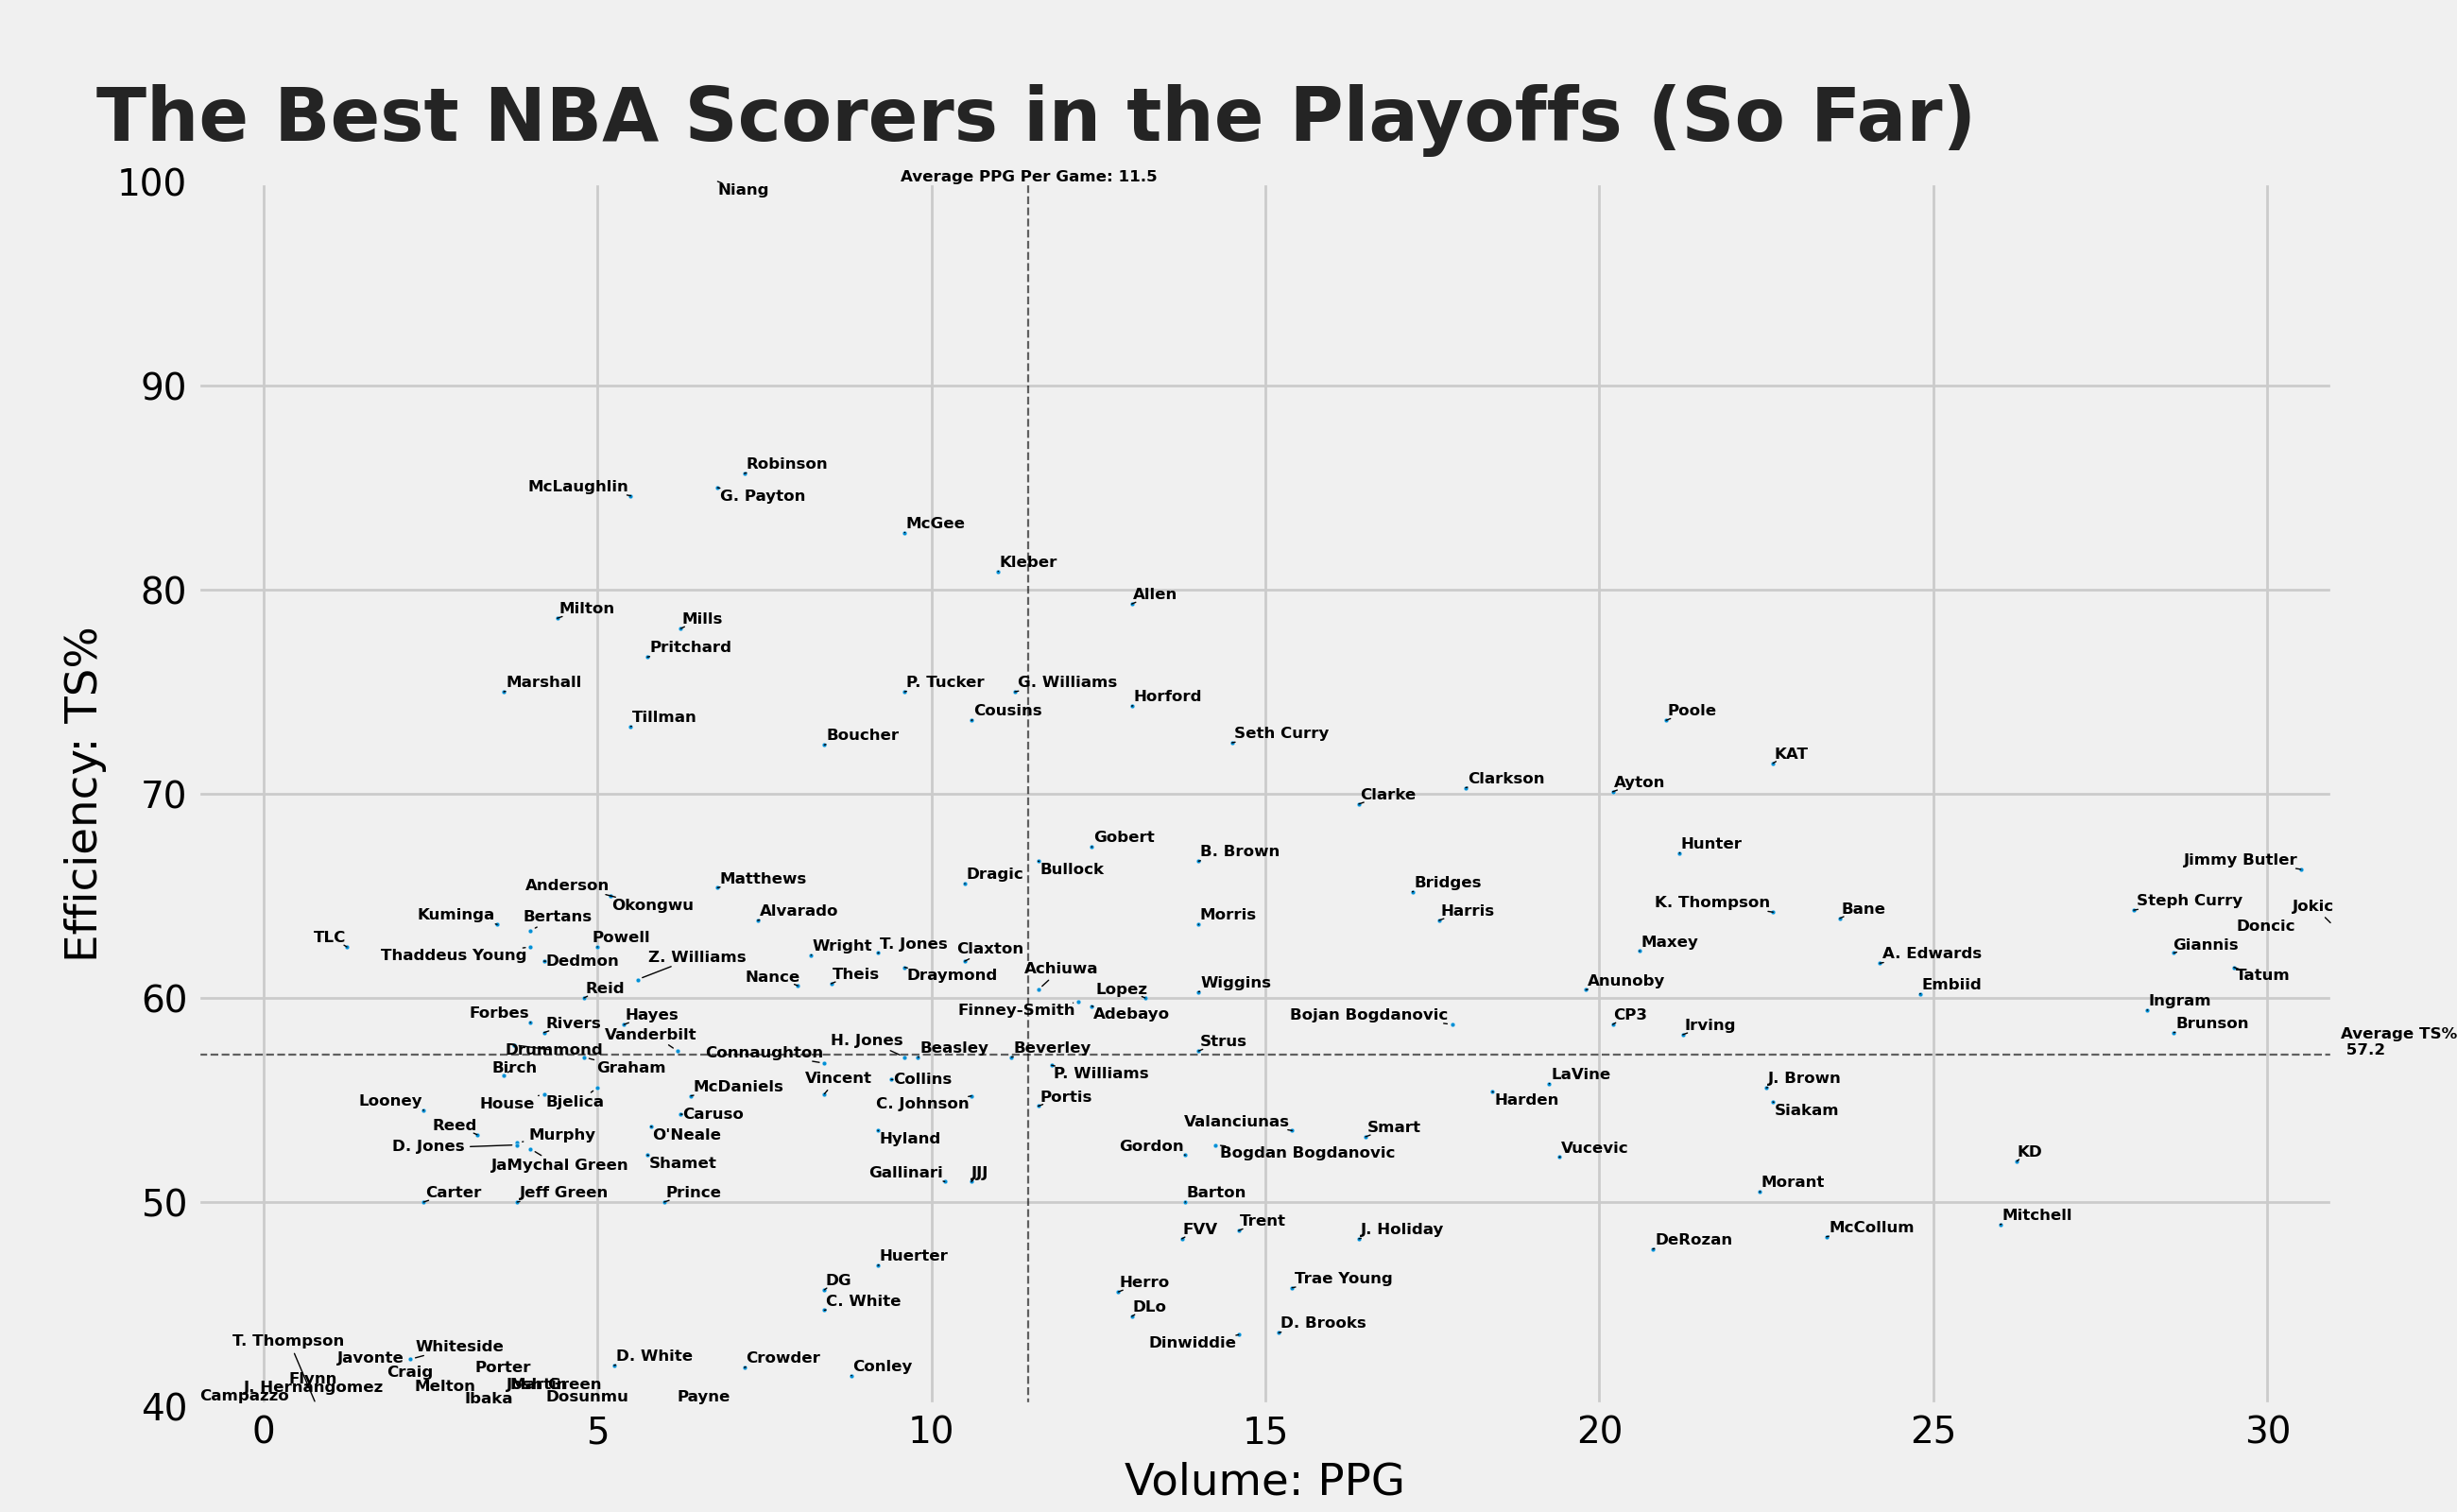 The Best NBA Scorers in the Playoffs (So Far)
100
Average PPG Per Game: 11.5
Niang
90
Robinson
McLaughlin
G. Payton
McGee
Kleber
80
Allen
Milton
Mills
Pritchard
Marshall
P. Tucker
G. Williams
Horford
Cousins
Poole
Tillman
Boucher
Seth Curry
KAT
70
Clarkson
Ayton
Clarke
Gobert
Hunter
B. Brown
Jimmy Butler
Bullock
Dragic
Matthews
Bridges
Anderson
Okongwu
Steph Curry
K. Thompson
Jokic
Bane
Alvarado
Harris
Morris
Kuminga
Bertans
Doncic
TLC
Powell
Maxey
T. Jones
Wright
Giannis
Claxton
A. Edwards
Thaddeus Young
Z. Williams
Dedmon
Achiuwa
Theis
Draymond
Tatum
Nance
Anunoby
Wiggins
Embiid
Reid
Lopez
60
Ingram
Finney-Smith
Adebayo
Forbes
Hayes
Bojan Bogdanovic
CP3
Rivers
Irving
Brunson
Vanderbilt
H. Jones
Strus
Average TS%
57.2
Drummond
Connaughton
Beasley
Beverley
Birch
Graham
P. Williams
LaVine
Vincent
Collins
J. Brown
McDaniels
Portis
Looney
House
Bjelica
C. Johnson
Harden
Siakam
Caruso
Reed
Valanciunas
Smart
Murphy
O'Neale
Hyland
D. Jones
Gordon
Bogdan Bogdanovic
Vucevic
KD
JaMychal Green
Shamet
Gallinari
JJJ
Morant
Carter
Jeff Green
Prince
Barton
50
Mitchell
Trent
FVV
J. Holiday
McCollum
DeRozan
Huerter
DG
Herro
Trae Young
C. White
DLo
D. Brooks
Dinwiddie
T. Thompson
Whiteside
Javonte
D. White
Crowder
Conley
Porter
Craig
Flynn
J. Hernangomez
Melton
Josh Green
Martin
Campazzo
Ibaka
Dosunmu
Payne
40
0
5
10
15
20
25
30
Efficiency: TS%
Volume: PPG